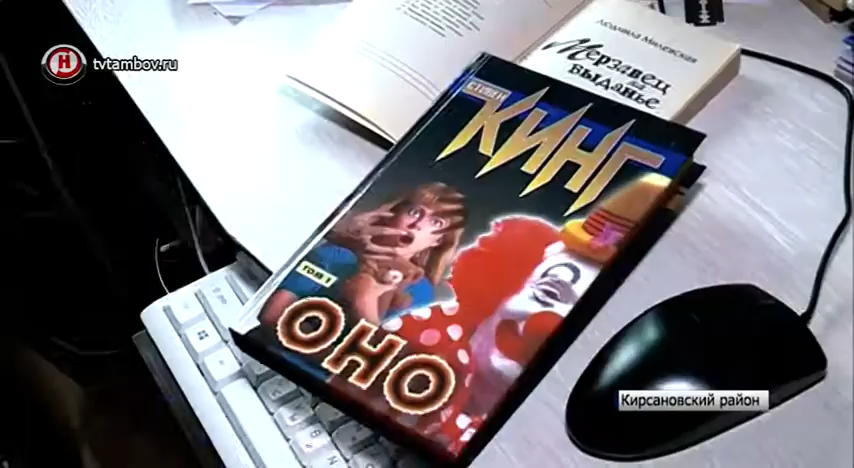 Н
tvtambov.ru
Людмила Милевская
Мерзавец
на
выданье
СТИВЕН
КИНГ
ТОМ 1
ОНО
Кирсановский район